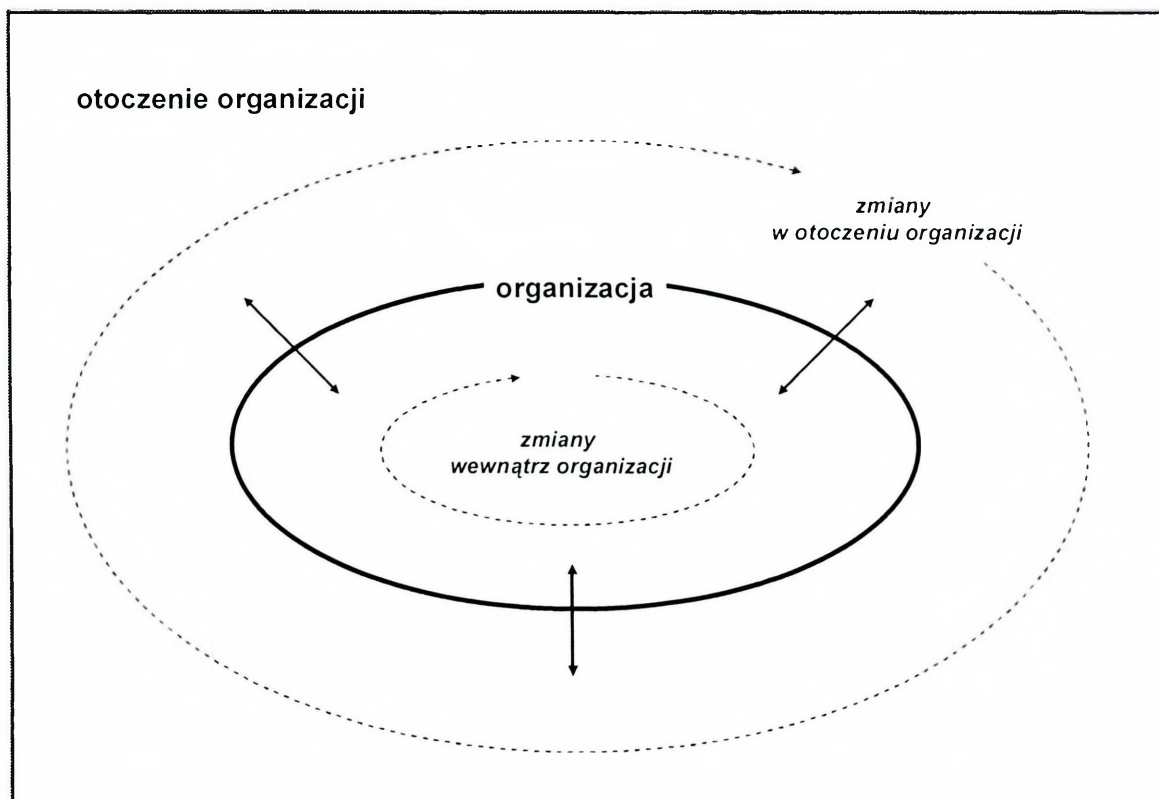 otoczenie organizacji
zmiany
w otoczeniu organizacji
organizacja
zmiany
wewnątrz organizacji